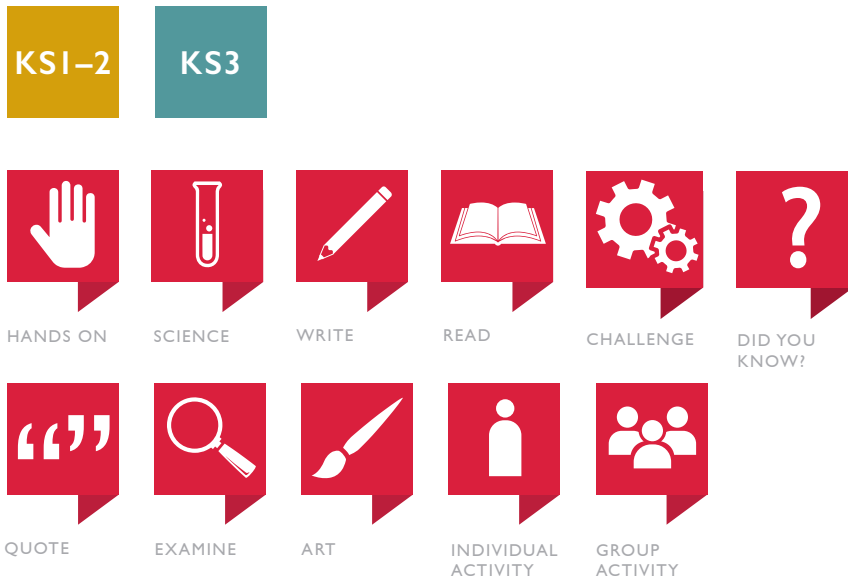 KS1–2
KS3
HANDS ON
SCIENCE
WRITE
READ
CHALLENGE
DID YOU
KNOW?
QUOTE
EXAMINE
ART
INDIVIDUAL
ACTIVITY
GROUP
ACTIVITY